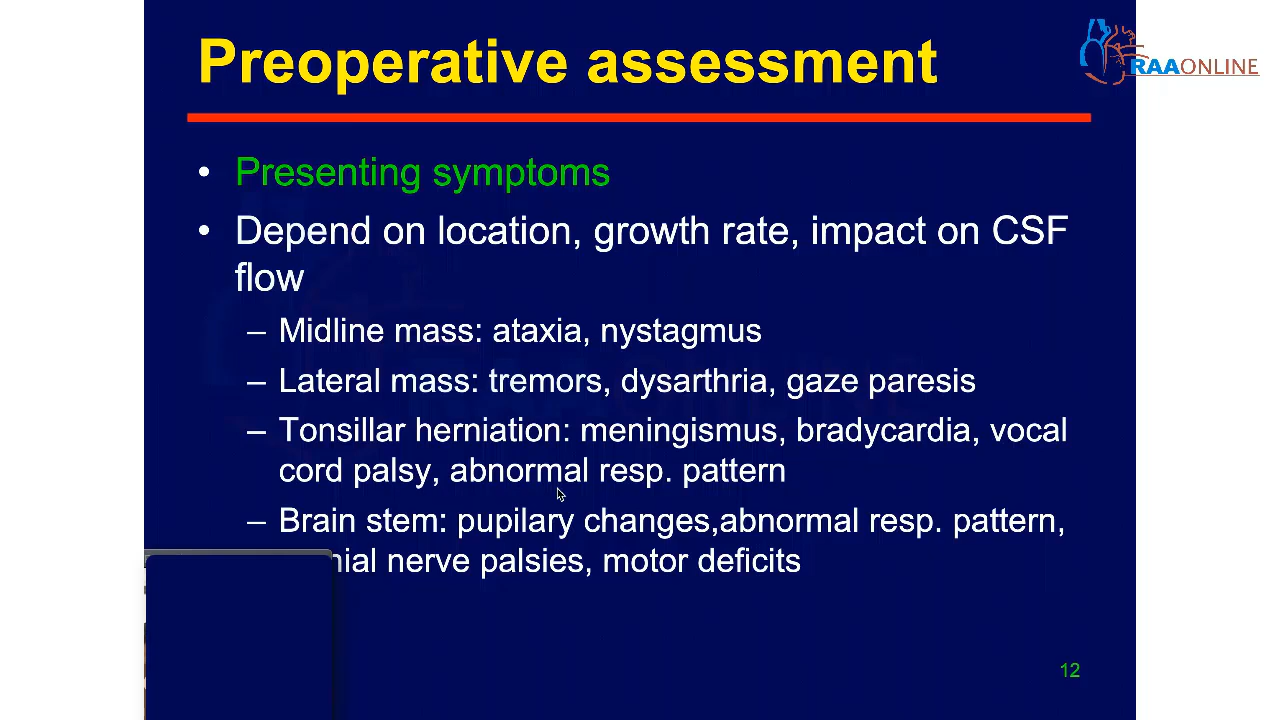 Preoperative assessment
RAAONLINE
• Presenting symptoms
• Depend on location, growth rate, impact on CSF
flow
– Midline mass: ataxia, nystagmus
– Lateral mass: tremors, dysarthria, gaze paresis
– Tonsillar herniation: meningismus, bradycardia, vocal
cord palsy, abnormal resp. pattern
– Brain stem: pupilary changes,abnormal resp. pattern,
nerve palsies, motor deficits
12